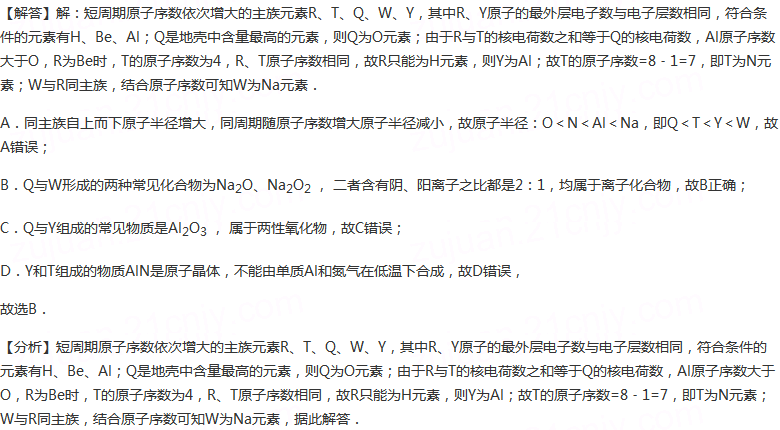 【解答】解：短周期原子序数依次增大的主族元素R、T、Q、W、Y，其中R、Y原子的最外层电子数与电子层数相同，符合条
件的元素有H、Be、Al；Q是地壳中含量最高的元素，则Q为O元素；由于R与T的核电荷数之和等于Q的核电荷数，Al原子序数
大于O，R为Be时，T的原子序数为4，R、T原子序数相同，故R只能为H元素，则Y为Al；故T的原子序数=8﹣1=7，即T为N元
素；W与R同主族，结合原子序数可知W为Na元素．
A．同主族自上而下原子半径增大，同周期随原子序数增大原子半径减小，故原子半径：O＜N＜Al＜Na，即Q＜T＜Y＜W，故
A错误；
B．Q与W形成的两种常见化合物为Na2O、Na2O2 ， 二者含有阴、阳离子之比都是2：1，均属于离子化合物，故B正确；
C．Q与Y组成的常见物质是Al2O3 ， 属于两性氧化物，故C错误；
D．Y和T组成的物质AlN是原子晶体，不能由单质Al和氮气在低温下合成，故D错误，
故选B．
【分析】短周期原子序数依次增大的主族元素R、T、Q、W、Y，其中R、Y原子的最外层电子数与电子层数相同，符合条件的
元素有H、Be、Al；Q是地壳中含量最高的元素，则Q为O元素；由于R与T的核电荷数之和等于Q的核电荷数，Al原子序数大于
O，R为Be时，T的原子序数为4，R、T原子序数相同，故R只能为H元素，则Y为Al；故T的原子序数=8﹣1=7，即T为N元素；
W与R同主族，结合原子序数可知W为Na元素，据此解答．